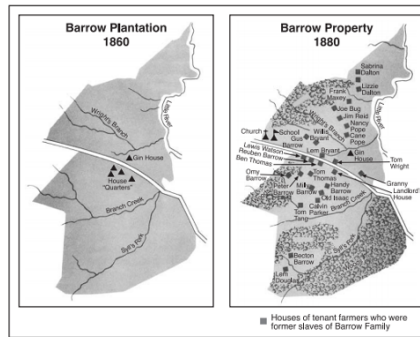 Barrow Plantation
1860
Wright's Branch
Little River
Gin House
House
"Quarters"
Branch Creek
Syll's Fork
Barrow Property
1880
Sabrina
Dalton
Lizzie Dalton
Frank
Maxey
Joe Bug
Jim Reid
Nancy
Pope
Cane
Pope
Church
School
Gus
Barrow
Willis
Bryant
Lem Bryant
Gin
House
Lewis Watson
Reuben Barrow
Ben Thomas
Tom
Wright
Granny
Landlord's
House
Omy
Barrow
Peter
Barrow
Milly
Barrow
Tom
Thomas
Handy
Barrow
Old Isaac
Calvin
Parker
Tom
Tang
Branch Creek
Syll's Fork
Beckton
Barrow
Lem
Douglas
Little River
Houses of tenant farmers who were
former slaves of Barrow Family